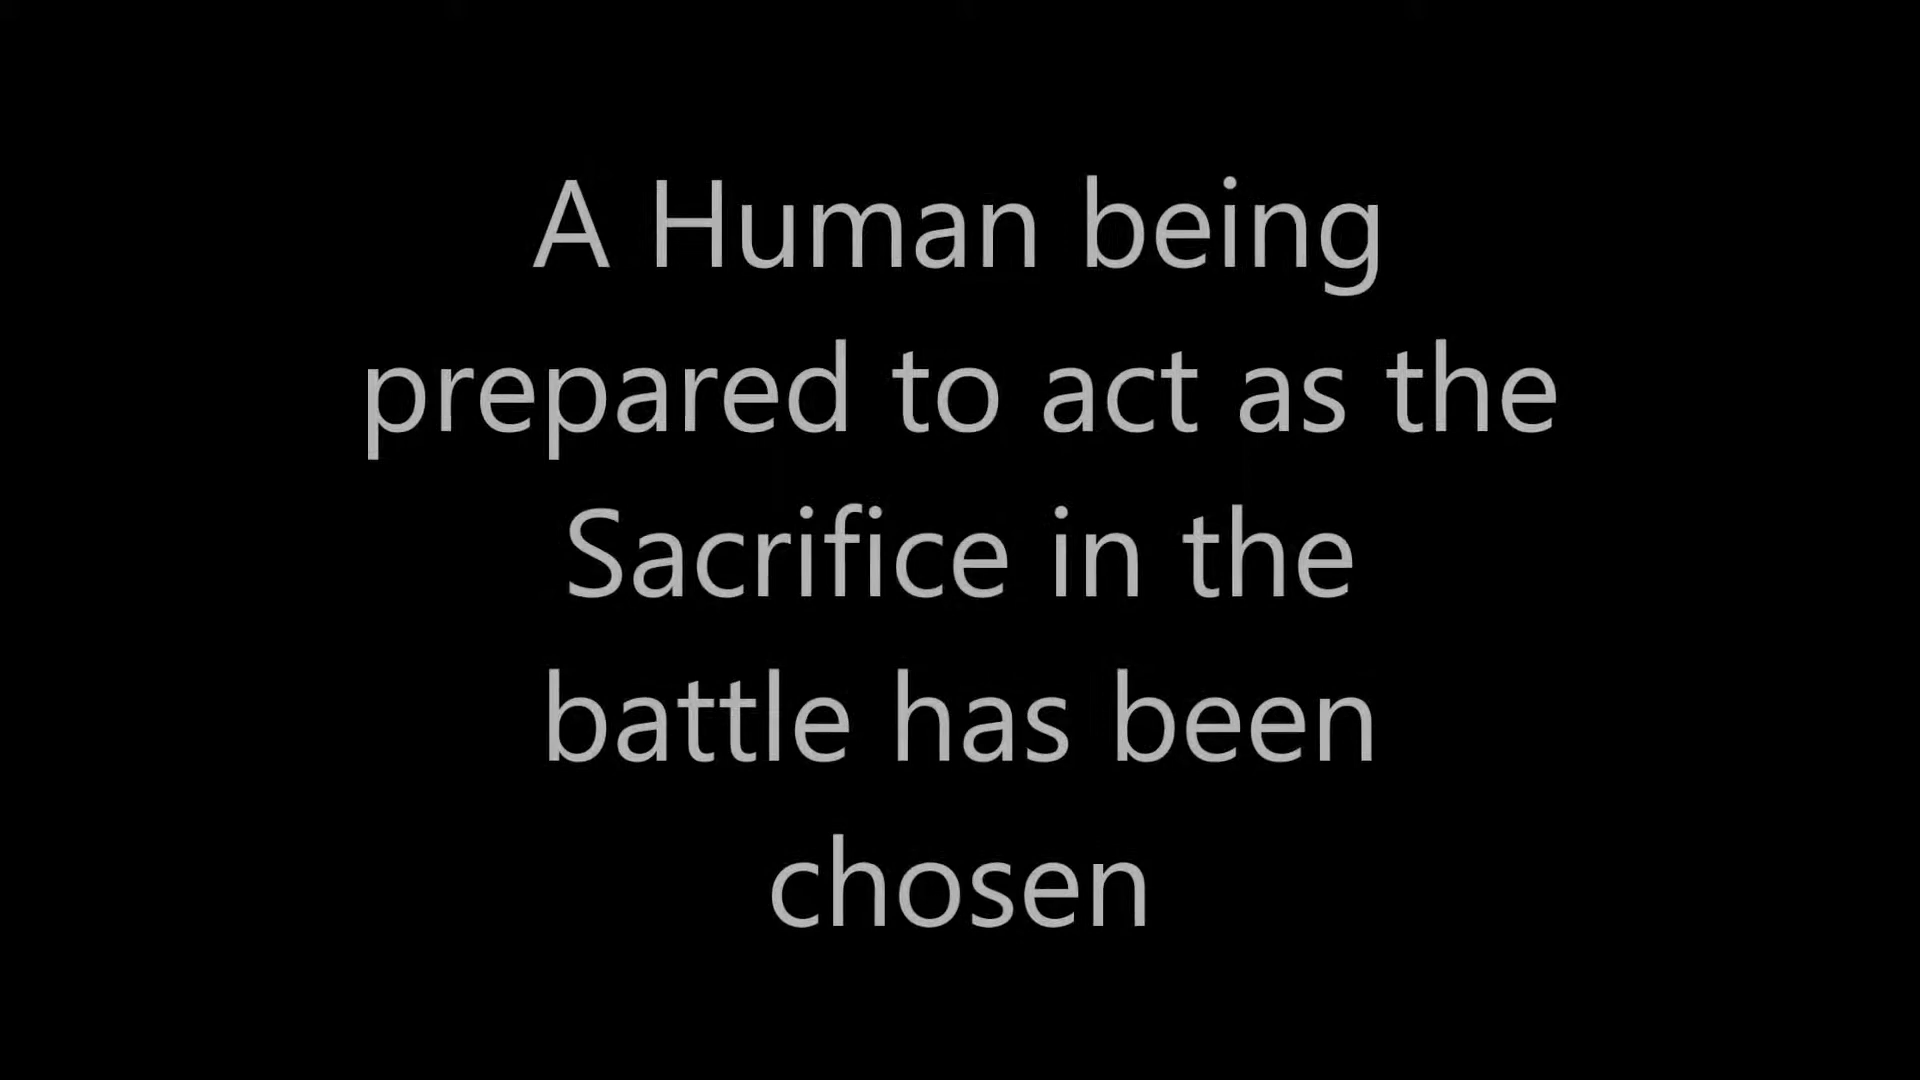 A Human being
prepared to act as the
Sacrifice in the
battle has been
chosen